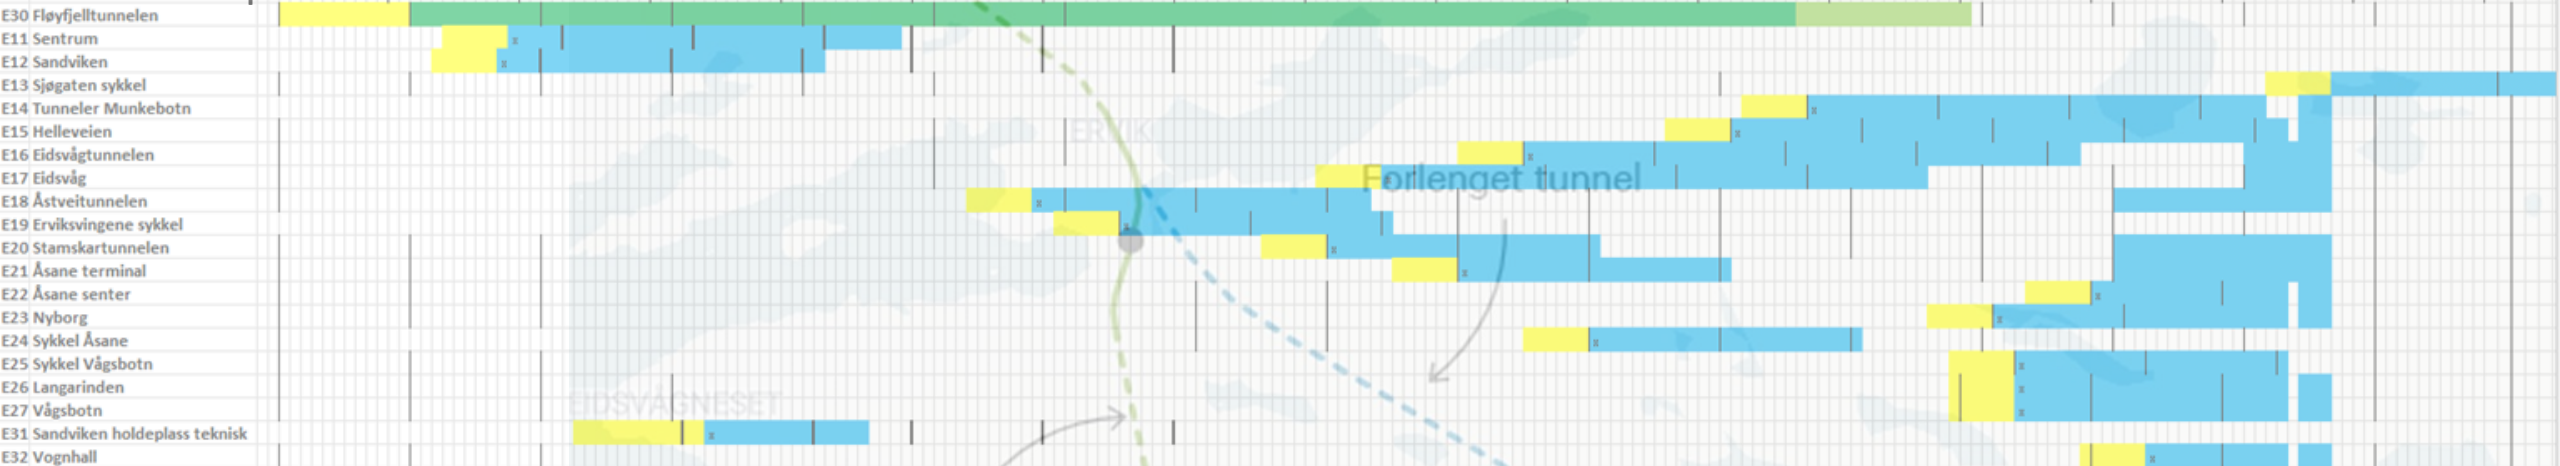 E30 Fløyfjelltunnelen
E11 Sentrum
E12 Sandviken
E13 Sjøgaten sykkel
E14 Tunneler Munkebotn
E15 Helleveien
ERVIK
E16 Eidsvågtunnelen
E17 Eidsvåg
Forlenget tunnel
E18 Åstveitunnelen
E19 Erviksvingene sykkel
E20 Stamskartunnelen
E21 Åsane terminal
E22 Åsane senter
E23 Nyborg
E24 Sykkel Åsane
E25 Sykkel Vågsbotn
E26 Langarinden
EIDSVÅGNESET
E27 Vågsbotn
E31 Sandviken holdeplass teknisk
E32 Vognhall